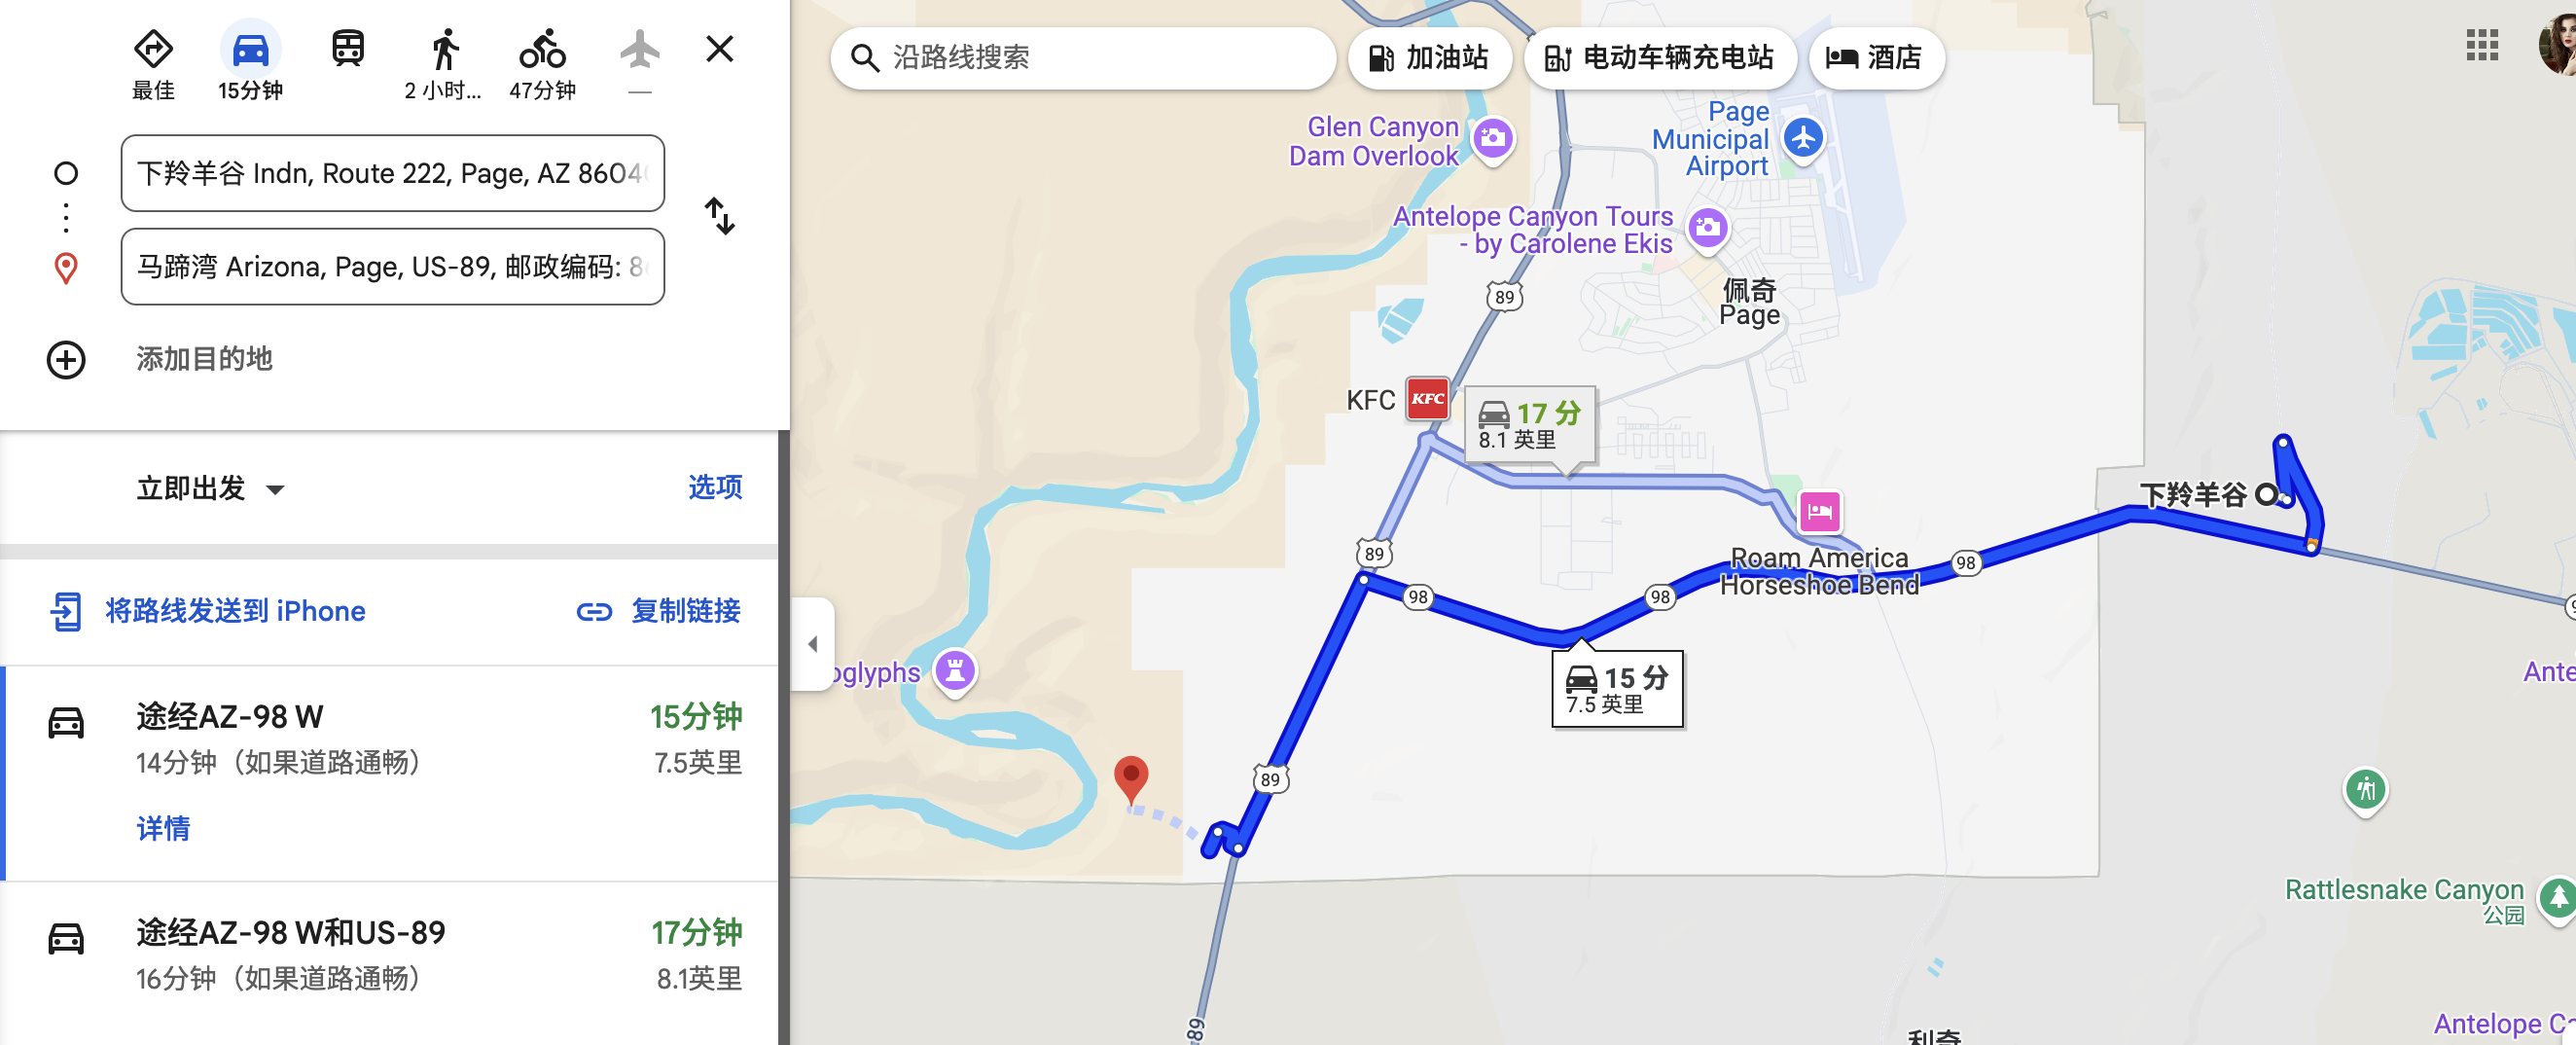 最佳
15分钟
2 小时...
47分钟
—
下羚羊谷 Indn, Route 222, Page, AZ 8604
马蹄湾 Arizona, Page, US-89, 邮政编码: 8
添加目的地
立即出发
选项
将路线发送到 iPhone
复制链接
途经AZ-98 W
15分钟
14分钟（如果道路通畅）
7.5英里
详情
途经AZ-98 W和US-89
17分钟
16分钟（如果道路通畅）
8.1英里
沿路线搜索
加油站
电动车辆充电站
酒店
Glen Canyon
Dam Overlook
Page
Municipal
Airport
Antelope Canyon Tours
- by Carolene Ekis
89
佩奇
Page
KFC
KFC
17 分
8.1 英里
下羚羊谷
89
Roam America
Horseshoe Bend
98
98
98
15 分
7.5 英里
oglyphs
Ante
89
Rattlesnake Canyon
公园
89
利奇
Antelope C